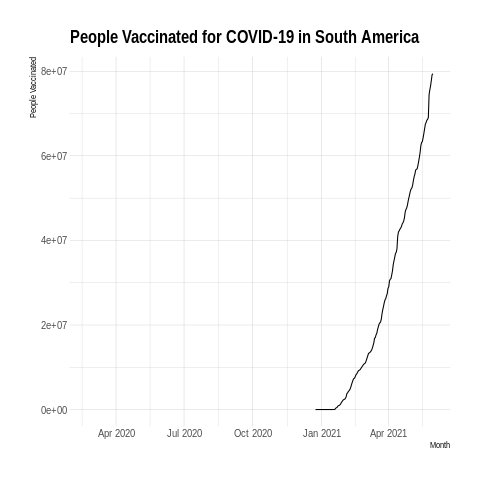 People Vaccinated for COVID-19 in South America
People Vaccinated
8e+07
6e+07
4e+07
2e+07
0e+00
Apr 2020 Jul 2020 Oct 2020 Jan 2021 Apr 2021
Month